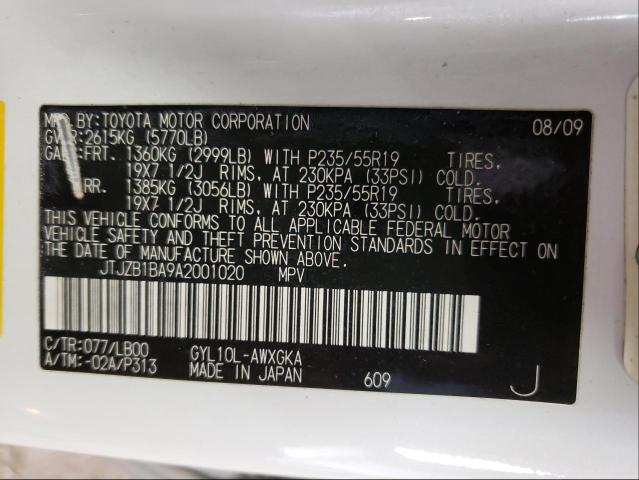 MFD BY:TOYOTA MOTOR CORPORATION 08/09
GVWR:2615KG (5770LB)
GAWR:FRT. 1360KG (2999LB) WITH P235/55R19 TIRES,
19X7 1/2J RIMS, AT 230KPA (33PSI) COLD.
RR. 1385KG (3056LB) WITH P235/55R19 TIRES,
19X7 1/2J RIMS, AT 230KPA (33PSI) COLD.
THIS VEHICLE CONFORMS TO ALL APPLICABLE FEDERAL MOTOR
VEHICLE SAFETY AND THEFT PREVENTION STANDARDS IN EFFECT ON
THE DATE OF MANUFACTURE SHOWN ABOVE.
JTJZB1BA9A2001020 MPV
C/TR:077/LB00 GYL10L-AWXGKA
A/TM:-02A/P313 MADE IN JAPAN 609 J